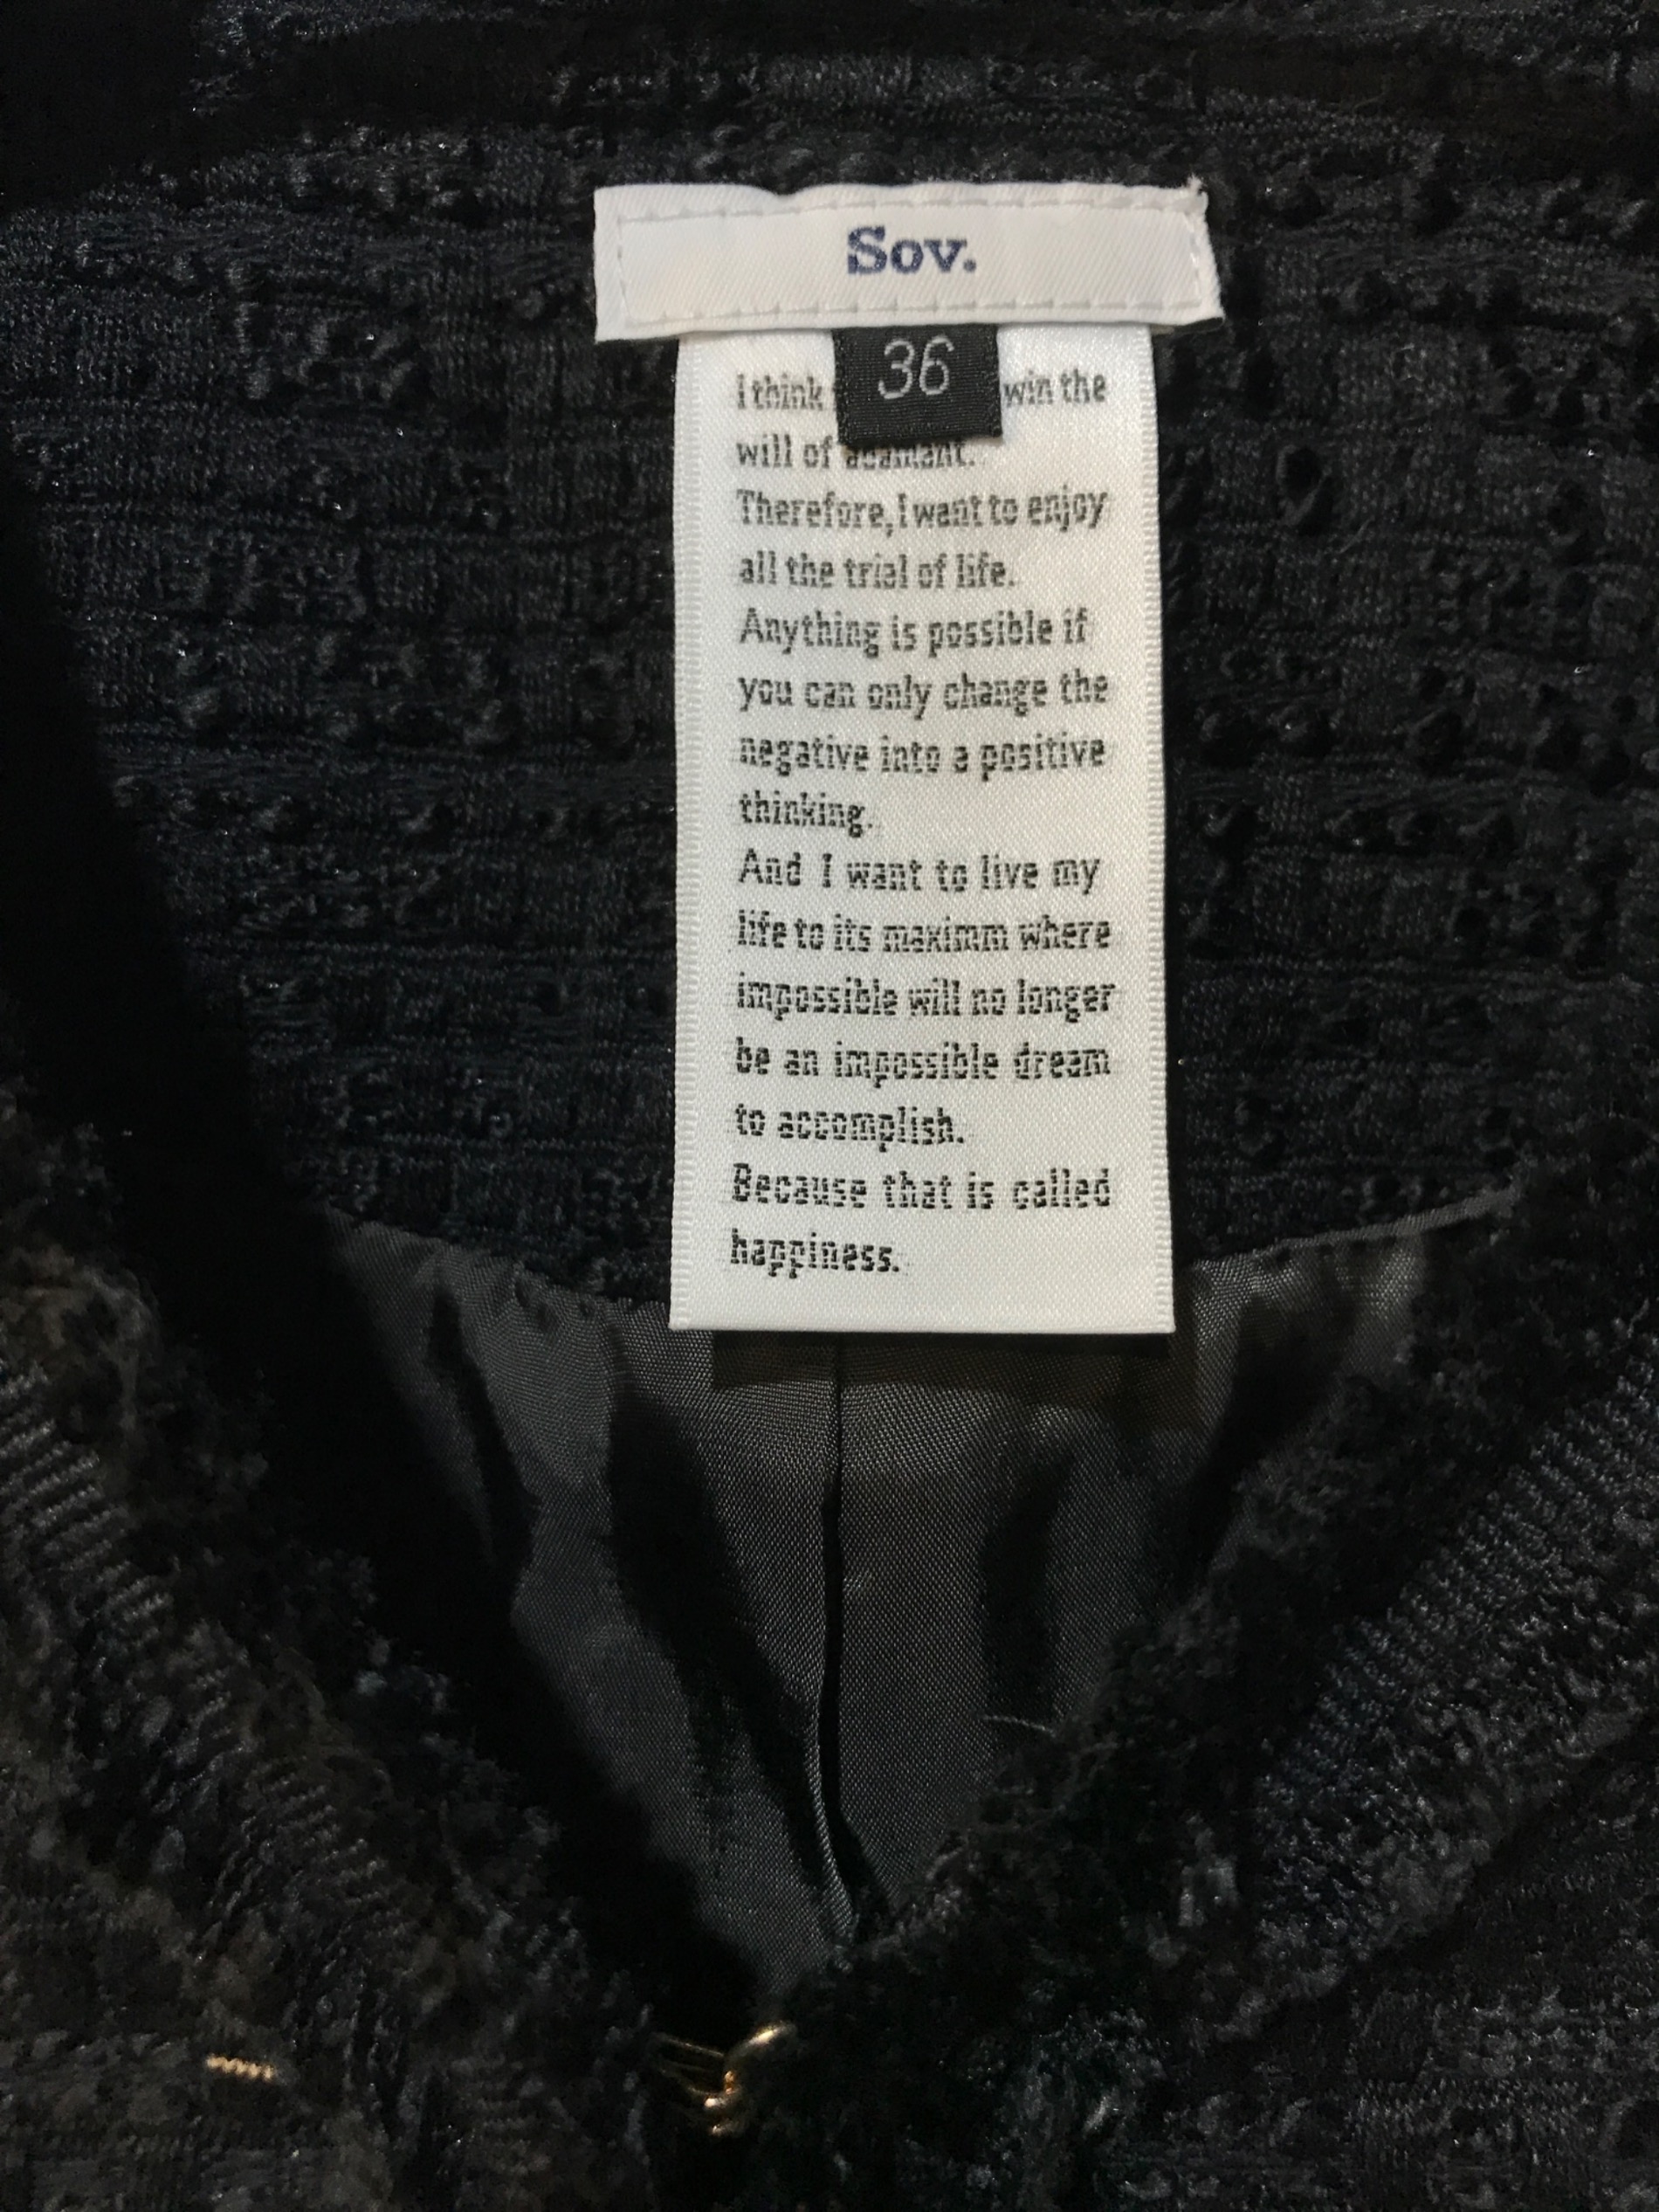 Sov.
36
I think win the
will of adamant.
Therefore, I want to enjoy
all the trial of life.
Anything is possible if
you can only change the
negative into a positive
thinking.
And I want to live my
life to its maximm where
impossible will no longer
be an impossible dream
to accomplish.
Because that is called
happiness.